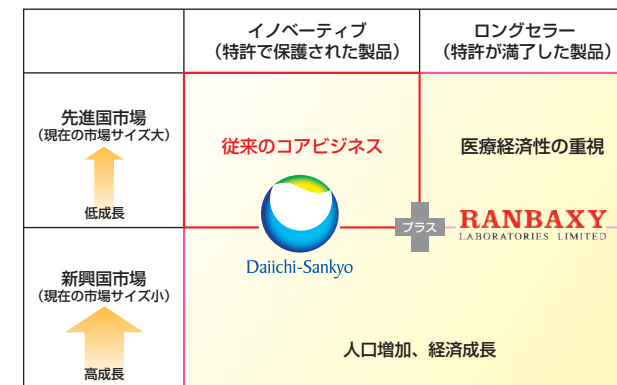 イノベーティブ
（特許で保護された製品）
ロングセラー
（特許が満了した製品）
先進国市場
（現在の市場サイズ大）
低成長
従来のコアビジネス
医療経済性の重視
Daiichi-Sankyo
プラス
RANBAXY
LABORATORIES LIMITED
新興国市場
（現在の市場サイズ小）
高成長
人口増加、経済成長